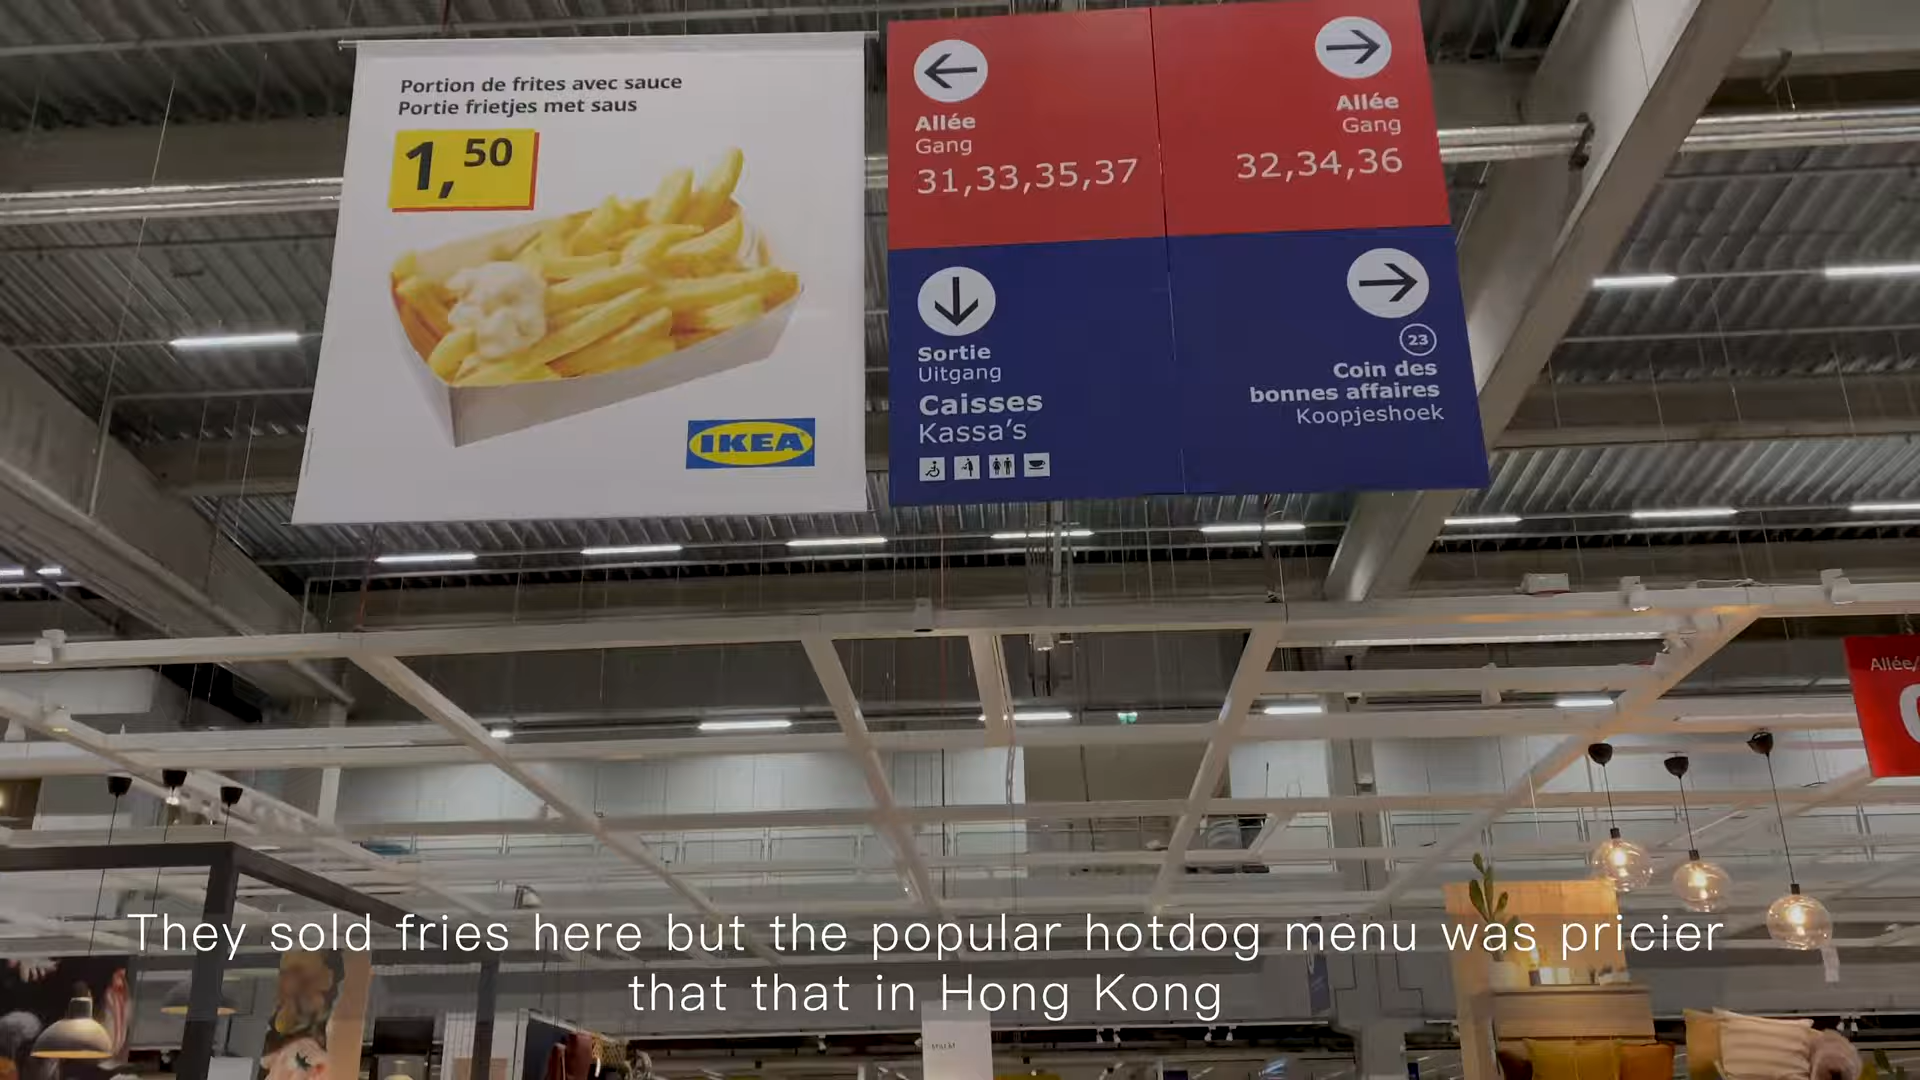 Portion de frites avec sauce
Portie frietjes met saus
1,50
IKEA
Allée
Gang
31,33,35,37
Allée
Gang
32,34,36
Sortie
Uitgang
Caisses
Kassa's
23
Coin des
bonnes affaires
Koopjeshoek
Allée/
They sold fries here but the popular hotdog menu was pricier
that that in Hong Kong